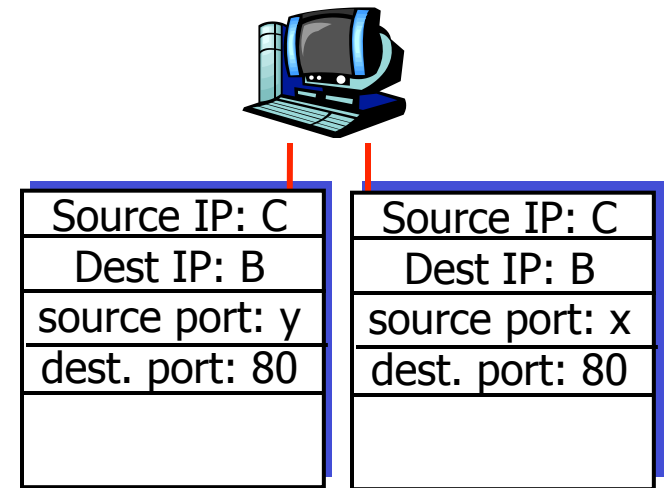 Source IP: C
Dest IP: B
source port: y
dest. port: 80
Source IP: C
Dest IP: B
source port: x
dest. port: 80